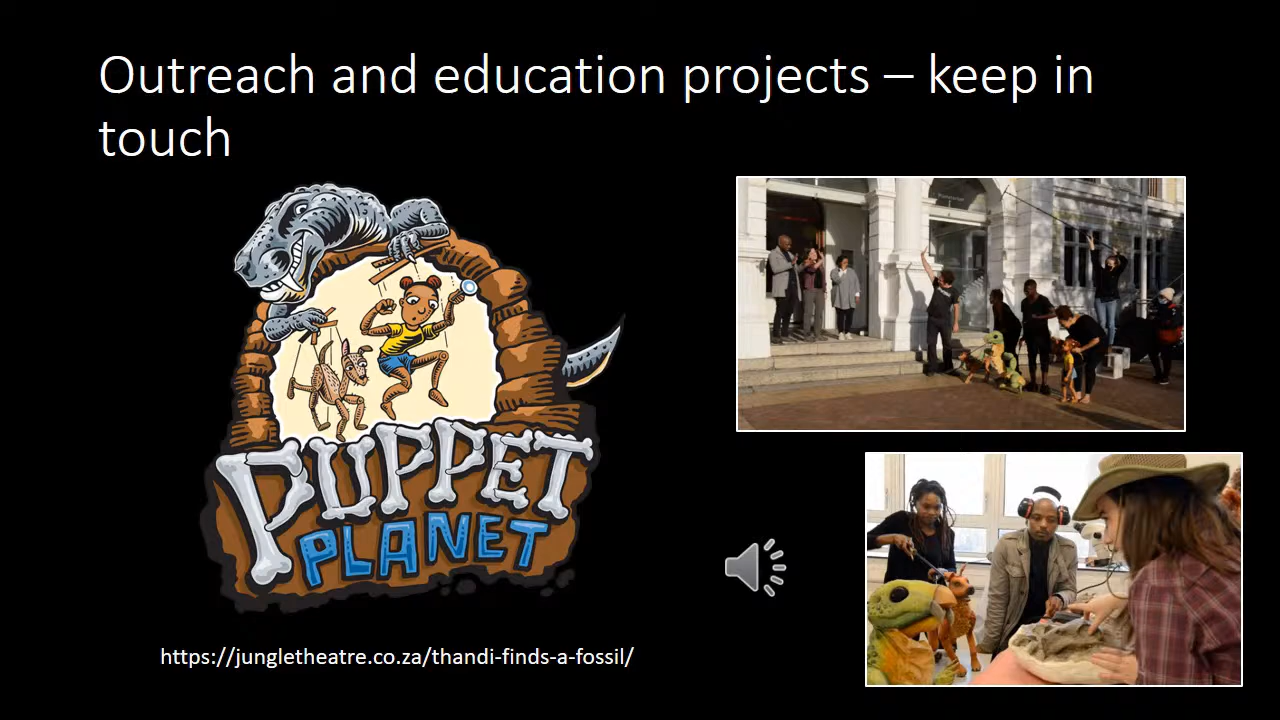 Outreach and education projects – keep in
touch
PUPPET
PLANET
https://jungletheatre.co.za/thandi-finds-a-fossil/